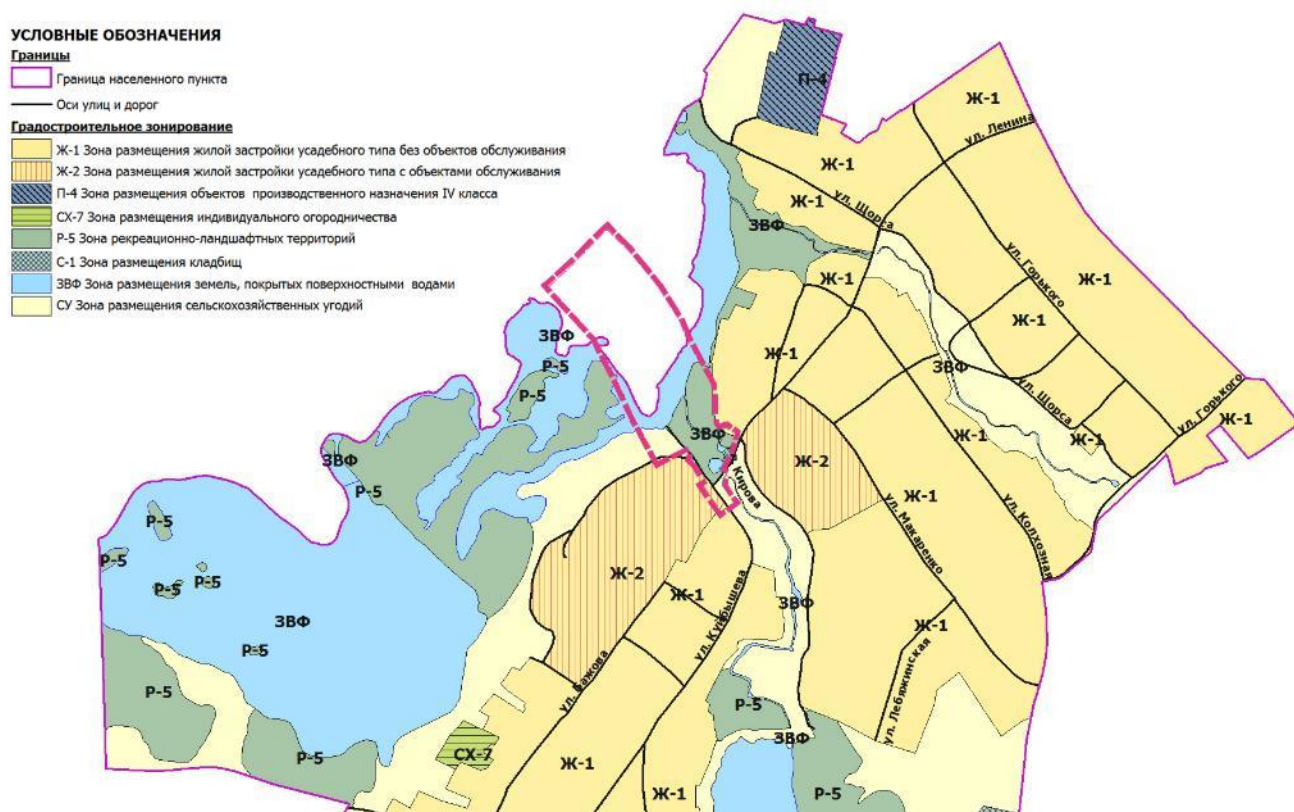 УСЛОВНЫЕ ОБОЗНАЧЕНИЯ
Границы
Граница населенного пункта
Оси улиц и дорог
Градостроительное зонирование
Ж-1 Зона размещения жилой застройки усадебного типа без объектов обслуживания
Ж-2 Зона размещения жилой застройки усадебного типа с объектами обслуживания
П-4 Зона размещения объектов производственного назначения IV класса
СХ-7 Зона размещения индивидуального огородничества
Р-5 Зона рекреационно-ландшафтных территорий
С-1 Зона размещения кладбищ
ЗВФ Зона размещения земель, покрытых поверхностными водами
СУ Зона размещения сельскохозяйственных угодий
П-4
Ж-1
ул. Ленина
Ж-1
Ж-1
ул. Щорса
ЗВФ
ул. Горького
Ж-1
Ж-1
Ж-1
ЗВФ
Ж-1
ЗВФ
Р-5
Р-5
ул. Щорса
ул. Горького
Ж-1
Ж-1
Ж-1
ЗВФ
ЗВФ
Ж-2
Кирова
Р-5
Ж-1
ул. Макаренко
ул. Колхозная
Р-5
Р-5
Р-5
Р-5
Ж-2
Ж-1
ул. Куйбышева
ЗВФ
ЗВФ
Ж-1
Р-5
ул. Бажова
ул. Лебяжинская
Р-5
Р-5
ЗВФ
Р-5
СХ-7
Ж-1
Ж-1
Р-5